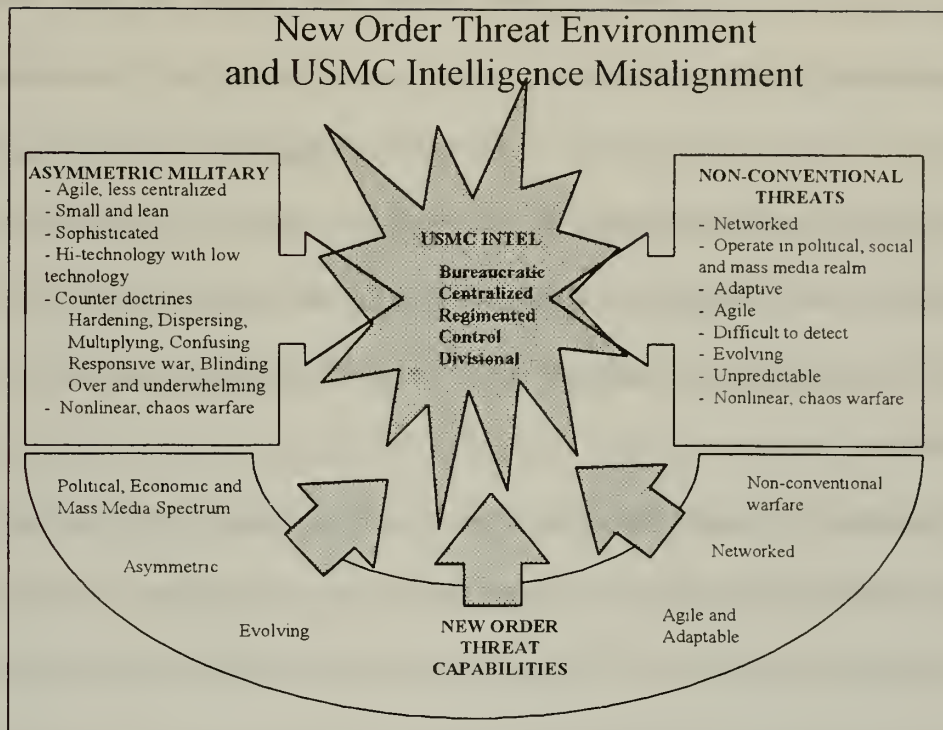 New Order Threat Environment
and USMC Intelligence Misalignment
ASYMMETRIC MILITARY
- Agile, less centralized
- Small and lean
- Sophisticated
- Hi-technology with low
technology
- Counter doctrines
Hardening, Dispersing,
Multiplying, Confusing
Responsive war, Blinding
Over and underwhelming
- Nonlinear, chaos warfare
USMC INTEL
Bureaucratic
Centralized
Regimented
Control
Divisional
NON-CONVENTIONAL
THREATS
- Networked
- Operate in political, social
and mass media realm
- Adaptive
- Agile
- Difficult to detect
- Evolving
- Unpredictable
- Nonlinear, chaos warfare
Political, Economic and
Mass Media Spectrum
Asymmetric
Evolving
NEW ORDER
THREAT
CAPABILITIES
Agile and
Adaptable
Networked
Non-conventional
warfare